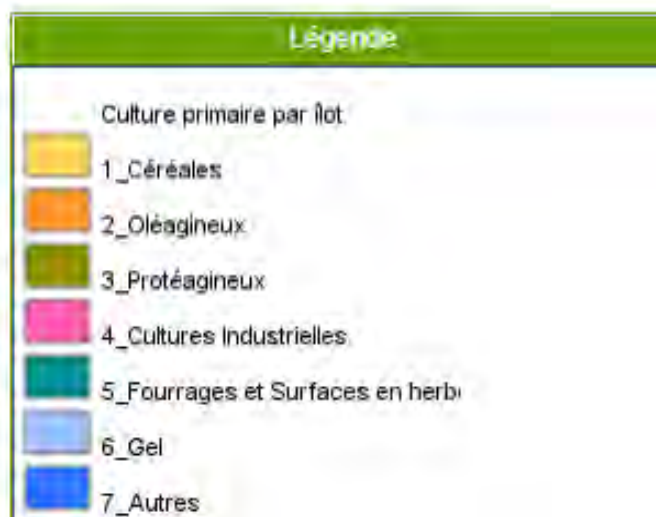 Légende
Culture primaire par îlot
1_Céréales
2_Oléagineux
3_Protéagineux
4_Cultures Industrielles
5_Fourrages et Surfaces en herb
6_Gel
7_Autres